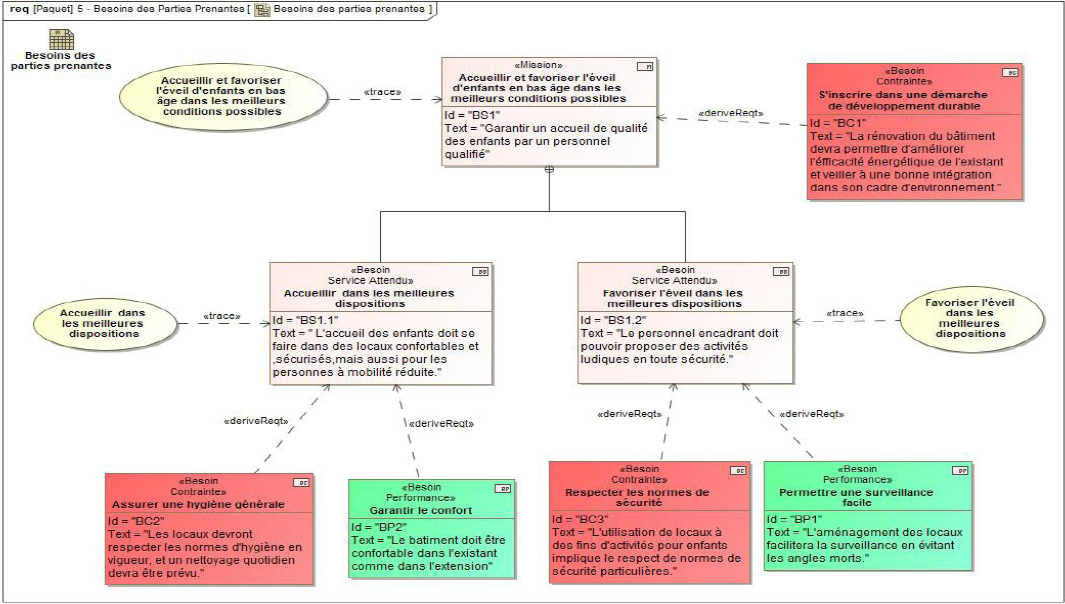 req [Paquet] 5 - Besoins des Parties Prenantes [ Besoins des parties prenantes ]
Besoins des
parties prenantes
Accueillir et favoriser
l'éveil d'enfants en bas
âge dans les meilleurs
conditions possibles
«trace»
«Mission»
Accueillir et favoriser l'éveil
d'enfants en bas âge dans les
meilleurs conditions possibles
Id = "BS1"
Text = "Garantir un accueil de qualité
des enfants par un personnel
qualifié"
«deriveReqt»
«Besoin
Contrainte»
S'inscrire dans une démarche
de développement durable
Id = "BC1"
Text = "La rénovation du bâtiment
devra permettre d'améliorer
l'éfficacité énergétique de l'existant
et veiller à une bonne intégration
dans son cadre d'environnement."
Accueillir dans
les meilleures
dispositions
«trace»
«Besoin
Service Attendu»
Accueillir dans les meilleures
dispositions
Id = "BS1.1"
Text = " L'accueil des enfants doit se
faire dans des locaux confortables et
,sécurisés,mais aussi pour les
personnes à mobilité réduite."
«Besoin
Service Attendu»
Favoriser l'éveil dans les
meilleures dispositions
Id = "BS1.2"
Text = "Le personnel encadrant doit
pouvoir proposer des activités
ludiques en toute sécurité."
«trace»
Favoriser l'éveil
dans les
meilleures
dispositions
«deriveReqt»
«deriveReqt»
«deriveReqt»
«deriveReqt»
«Besoin
Contrainte»
Assurer une hygiène générale
Id = "BC2"
Text = "Les locaux devront
respecter les normes d'hygiène en
vigueur, et un nettoyage quotidien
devra être prévu."
«Besoin
Performance»
Garantir le confort
Id = "BP2"
Text = "Le batiment doit être
confortable dans l'existant
comme dans l'extension"
«Besoin
Contrainte»
Respecter les normes de
sécurité
Id = "BC3"
Text = "L'utilisation de locaux à
des fins d'activités pour enfants
implique le respect de normes de
sécurité particulières."
«Besoin
Performance»
Permettre une surveillance
facile
Id = "BP1"
Text = "L'aménagement des locaux
facilitera la surveillance en évitant
les angles morts."